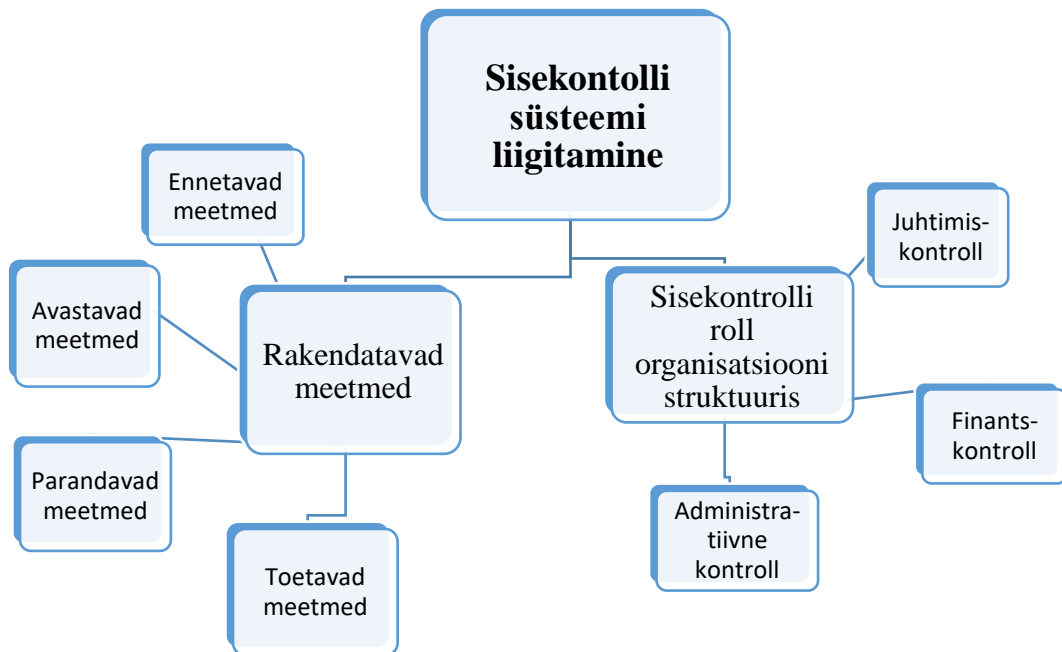 Sisekontolli
süsteemi
liigitamine
Ennetavad
meetmed
Avastavad
meetmed
Rakendatavad
meetmed
Parandavad
meetmed
Toetavad
meetmed
Sisekontrolli
roll
organisatsiooni
struktuuris
Juhtimis-
kontroll
Finants-
kontroll
Administra-
tiivne
kontroll